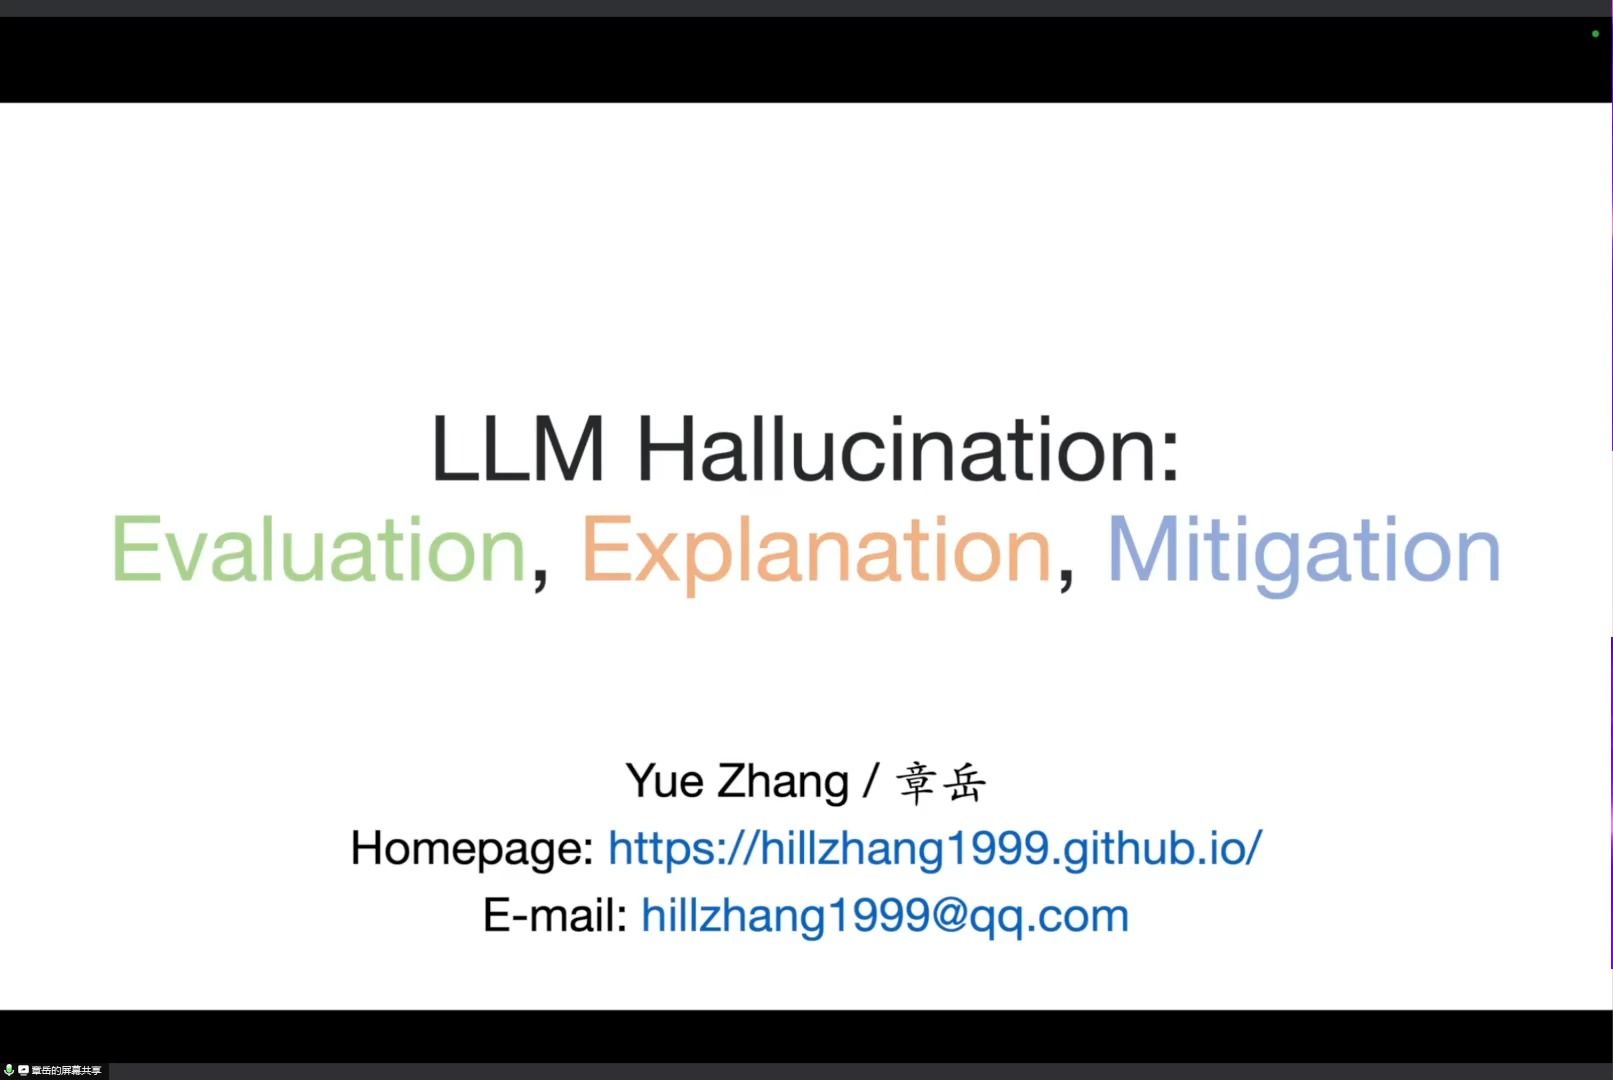 LLM Hallucination:
Evaluation, Explanation, Mitigation
Yue Zhang / 章岳
Homepage: https://hillzhang1999.github.io/
E-mail: hillzhang1999@qq.com
章岳的屏幕共享